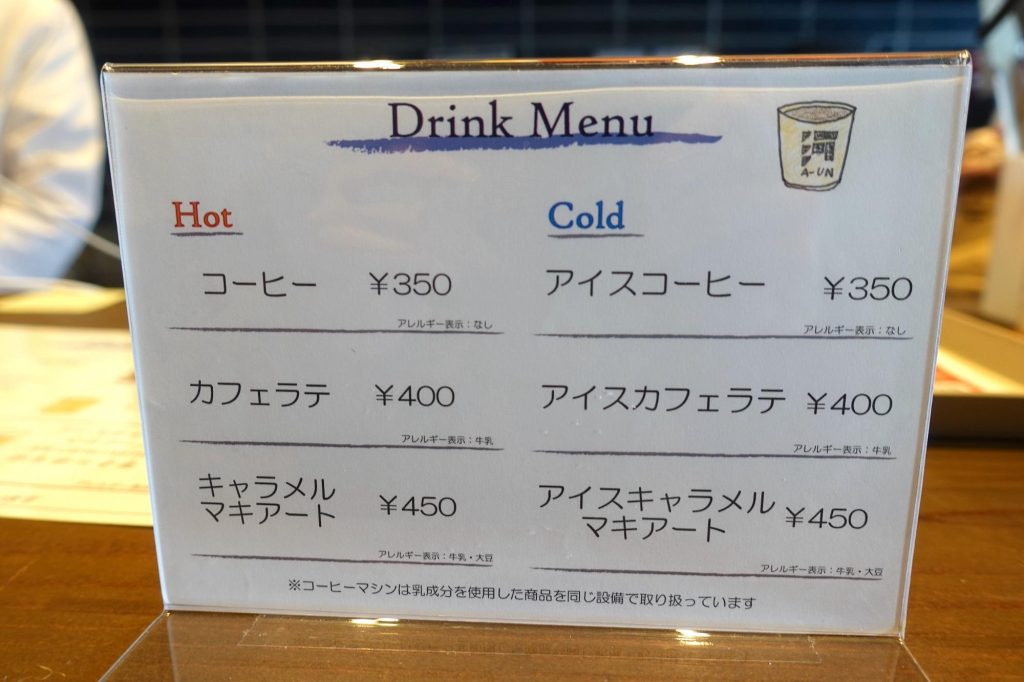 Drink Menu
A-UN
Hot
コーヒー ¥350
アレルギー表示：なし
カフェラテ ¥400
アレルギー表示：牛乳
キャラメル
マキアート ¥450
アレルギー表示：牛乳・大豆
Cold
アイスコーヒー ¥350
アレルギー表示：なし
アイスカフェラテ ¥400
アレルギー表示：牛乳
アイスキャラメル
マキアート ¥450
アレルギー表示：牛乳・大豆
※コーヒーマシンは乳成分を使用した商品を同じ設備で取り扱っています